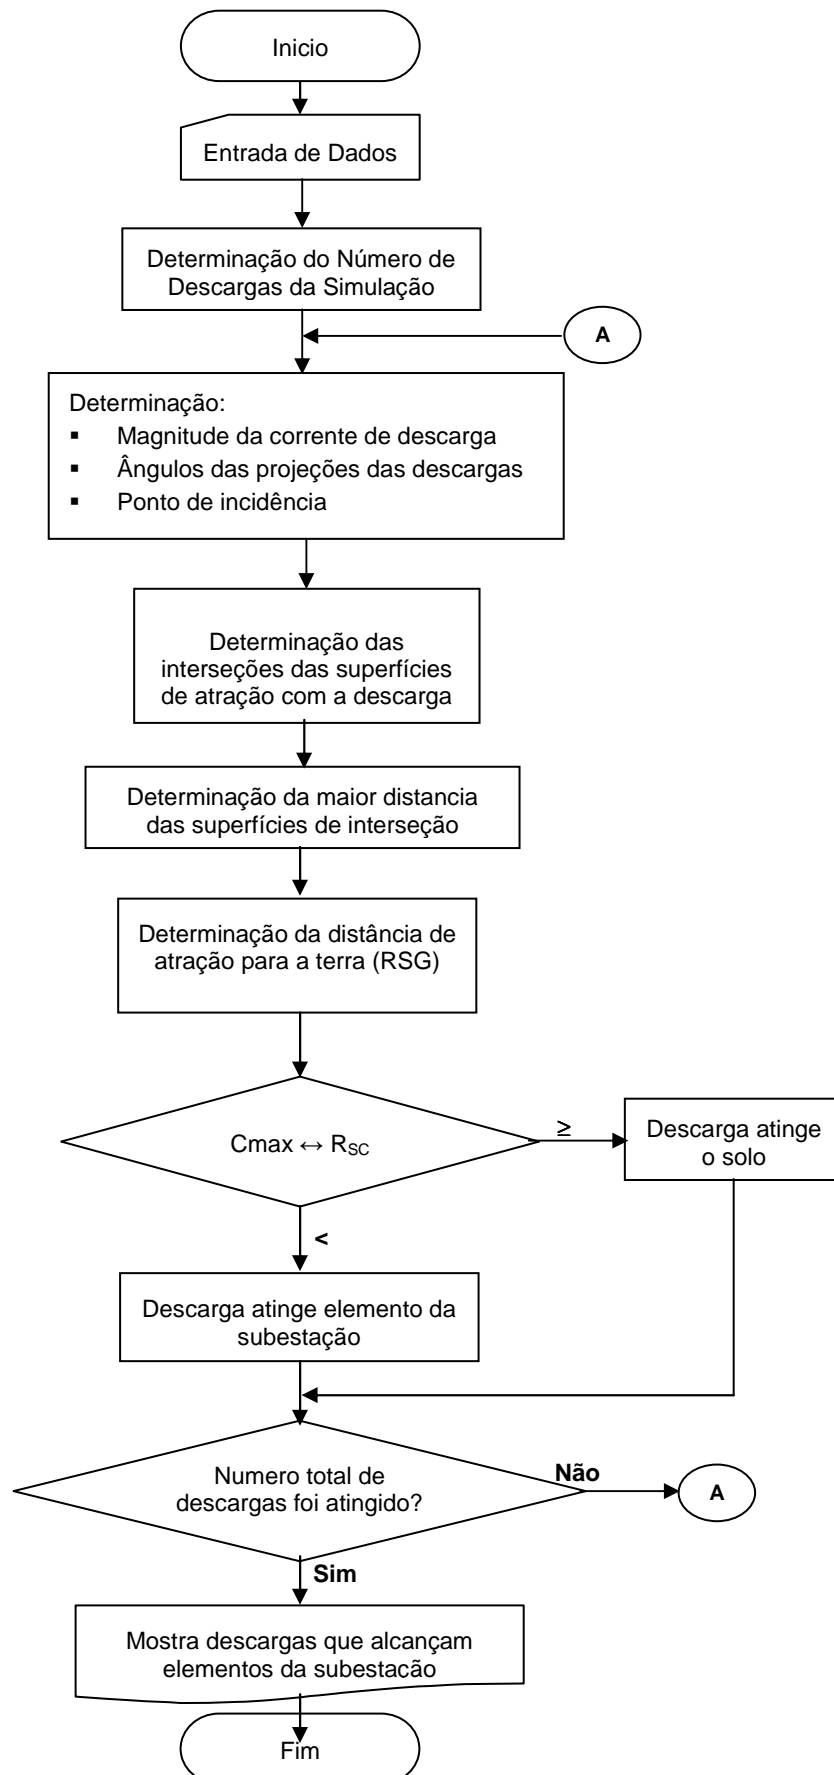 Inicio
Entrada de Dados
Determinação do Número de
Descargas da Simulação
A
Determinação:
▪ Magnitude da corrente de descarga
▪ Ângulos das projeções das descargas
▪ Ponto de incidência
Determinação das
interseções das superfícies
de atração com a descarga
Determinação da maior distancia
das superfícies de interseção
Determinação da distância de
atração para a terra (RSG)
Cmax ↔ RSC
≥
Descarga atinge
o solo
<
Descarga atinge elemento da
subestação
Numero total de
descargas foi atingido?
Não
A
Sim
Mostra descargas que alcançam
elementos da subestacão
Fim